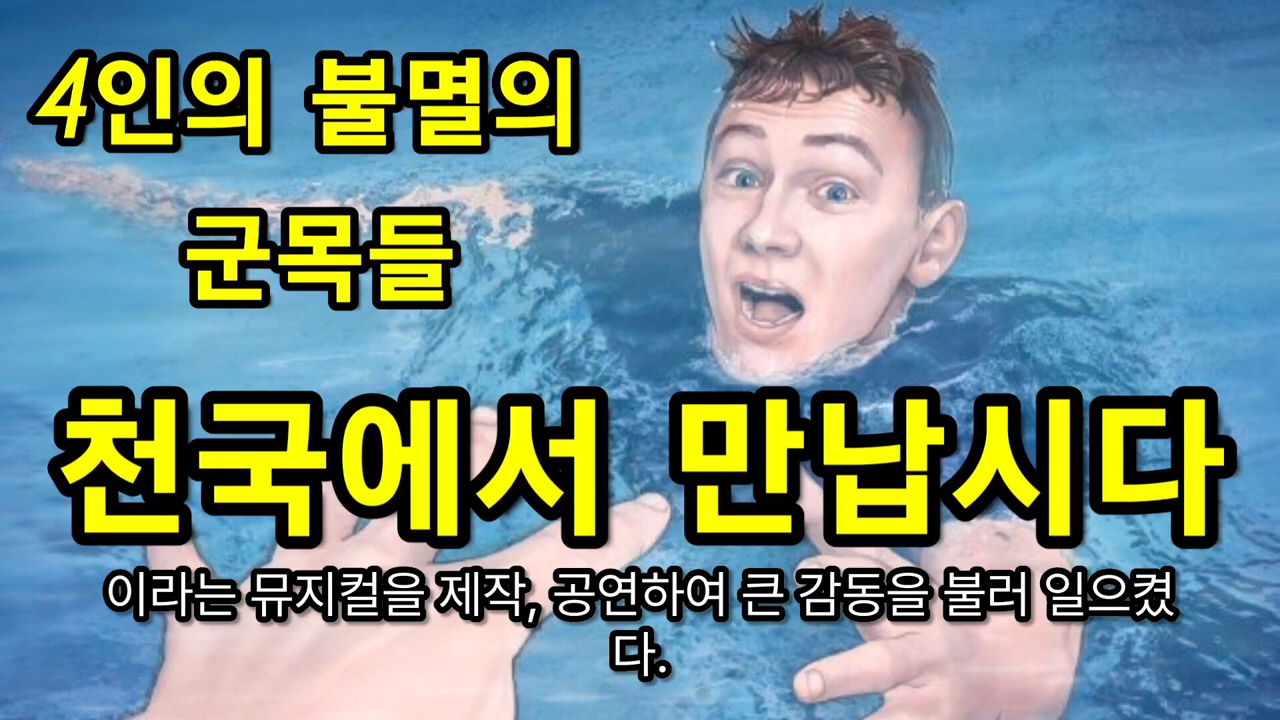 4인의 불멸의
군목들
천국에서 만납시다
이라는 뮤지컬을 제작, 공연하여 큰 감동을 불러 일으켰
다.